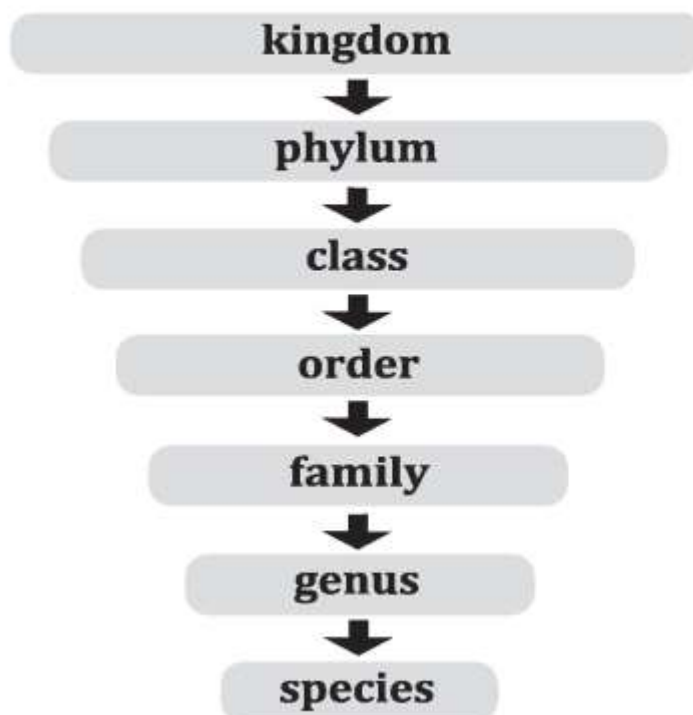 kingdom
phylum
class
order
family
genus
species